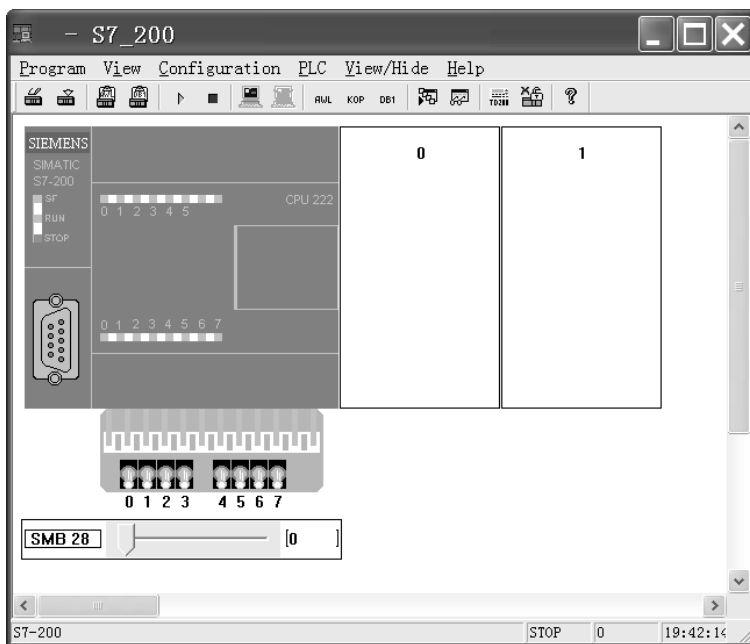 - S7_200
Program View Configuration PLC View/Hide Help
AWL KOP DB1 TD200
SIEMENS
SIMATIC
S7-200
SF
RUN
STOP
CPU 222
0 1 2 3 4 5
0 1 2 3 4 5 6 7
0 1
0 1 2 3 4 5 6 7
SMB 28 [0 ]
S7-200 STOP 0 19:42:14